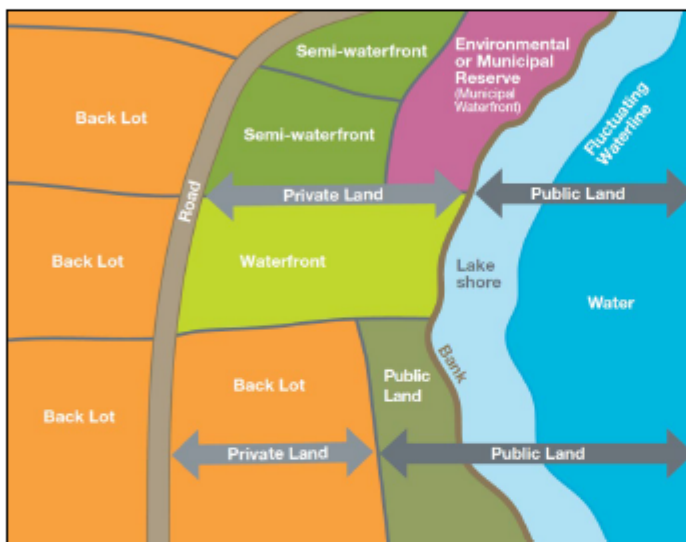 Semi-waterfront
Environmental
or Municipal
Reserve
(Municipal
Waterfront)
Back Lot
Semi-waterfront
Fluctuating
Waterline
Road
Private Land
Public Land
Back Lot
Waterfront
Lake
shore
Water
Bank
Back Lot
Back Lot
Public
Land
Private Land
Public Land